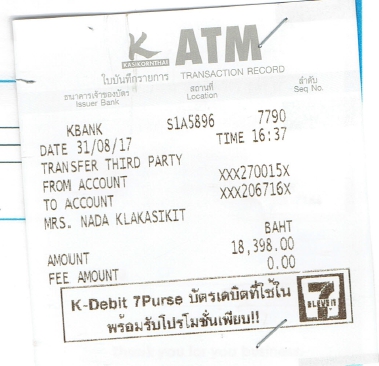 K ATM
KASIKORNTHAI
ใบบันทึกรายการ TRANSACTION RECORD
ธนาคารเจ้าของบัตร สถานที่ ลำดับ
Issuer Bank Location Seq No.
KBANK S1A5896 7790
DATE 31/08/17 TIME 16:37
TRANSFER THIRD PARTY
FROM ACCOUNT XXX270015X
TO ACCOUNT XXX206716X
MRS. NADA KLAKASIKIT
BAHT
AMOUNT 18,398.00
FEE AMOUNT 0.00
K-Debit 7Purse บัตรเดบิตที่ใช้ใน
พร้อมรับโปรโมชั่นเพียบ!!
7 ELEVEN